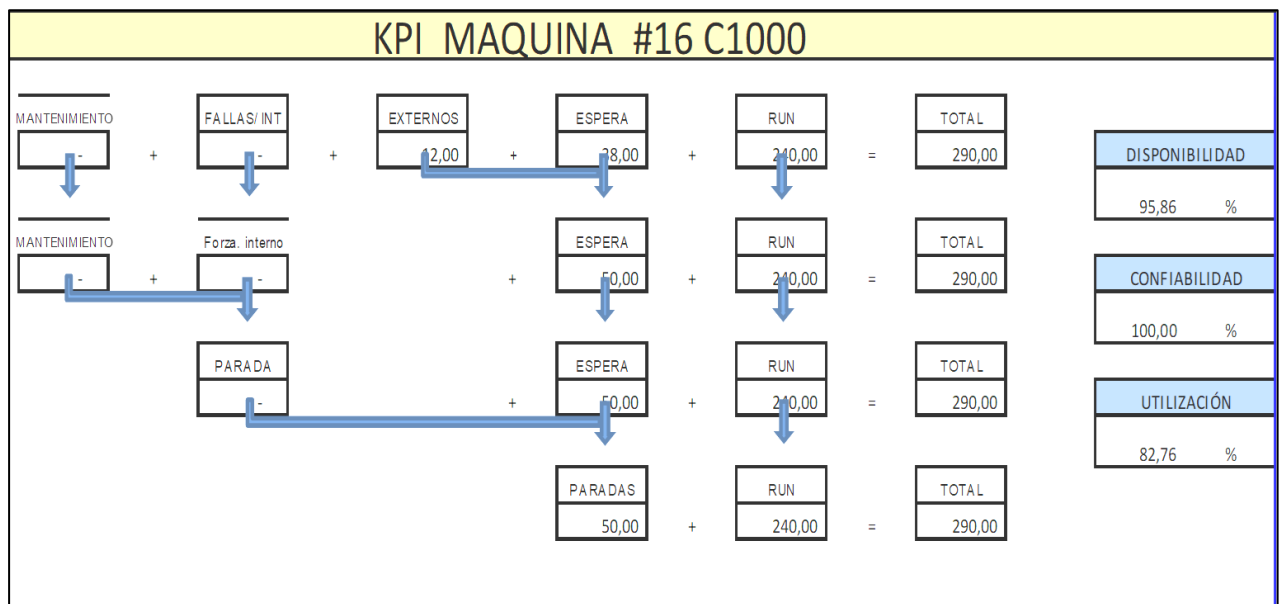 KPI MAQUINA #16 C1000
MANTENIMIENTO FALLAS/ INT EXTERNOS ESPERA RUN TOTAL
- + - + 12,00 + 38,00 + 240,00 = 290,00
DISPONIBILIDAD
95,86 %
MANTENIMIENTO Forza. interno ESPERA RUN TOTAL
- + - + 50,00 + 240,00 = 290,00
CONFIABILIDAD
100,00 %
PARADA ESPERA RUN TOTAL
- + 50,00 + 240,00 = 290,00
UTILIZACIÓN
82,76 %
PARADAS RUN TOTAL
50,00 + 240,00 = 290,00